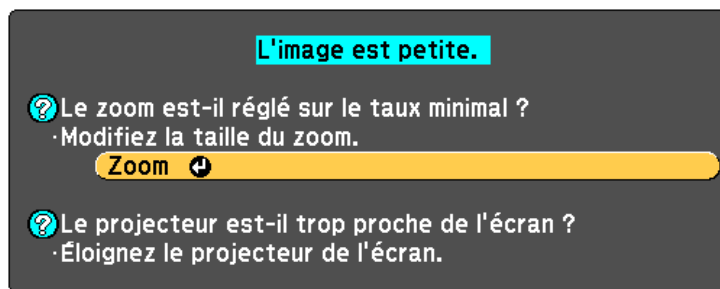 L'image est petite.
Le zoom est-il réglé sur le taux minimal ?
·Modifiez la taille du zoom.
Zoom
Le projecteur est-il trop proche de l'écran ?
·Éloignez le projecteur de l'écran.